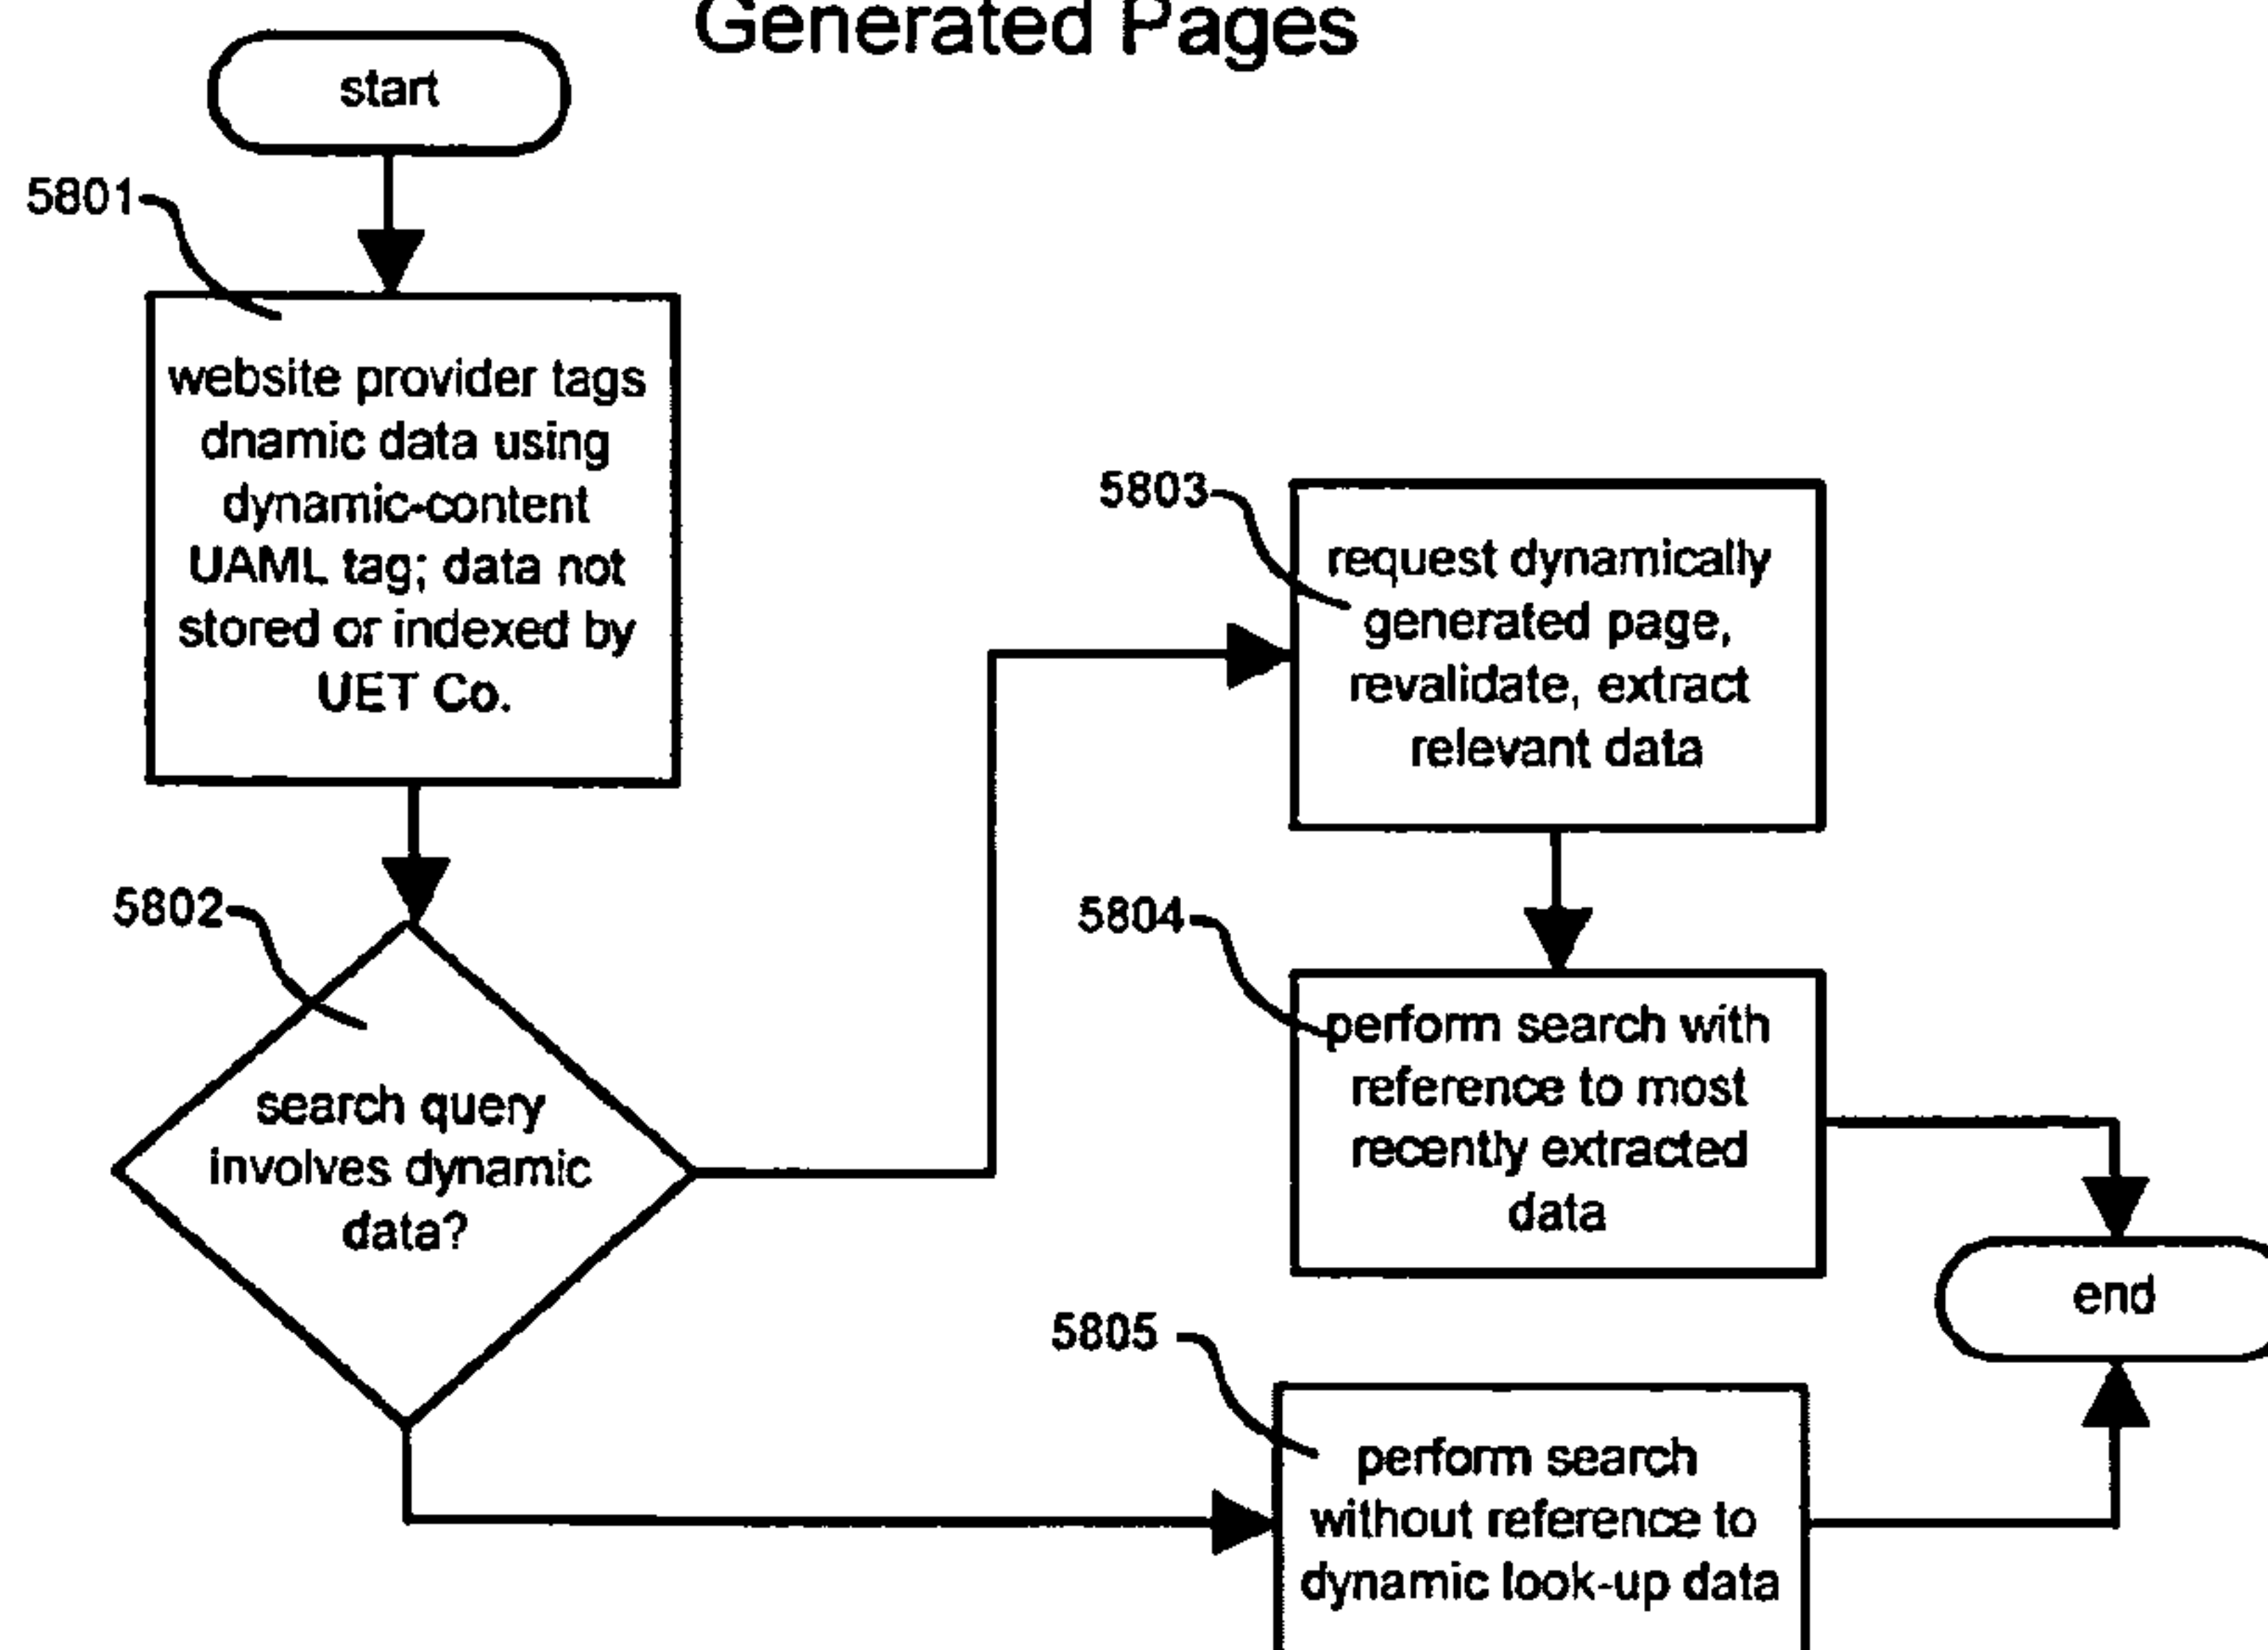 Generated Pages
start
5801
website provider tags
dnamic data using
dynamic-content
UAML tag; data not
stored or indexed by
UET Co.
5802
search query
involves dynamic
data?
5803
request dynamically
generated page,
revalidate, extract
relevant data
5804
perform search with
reference to most
recently extracted
data
5805
perform search
without reference to
dynamic look-up data
end